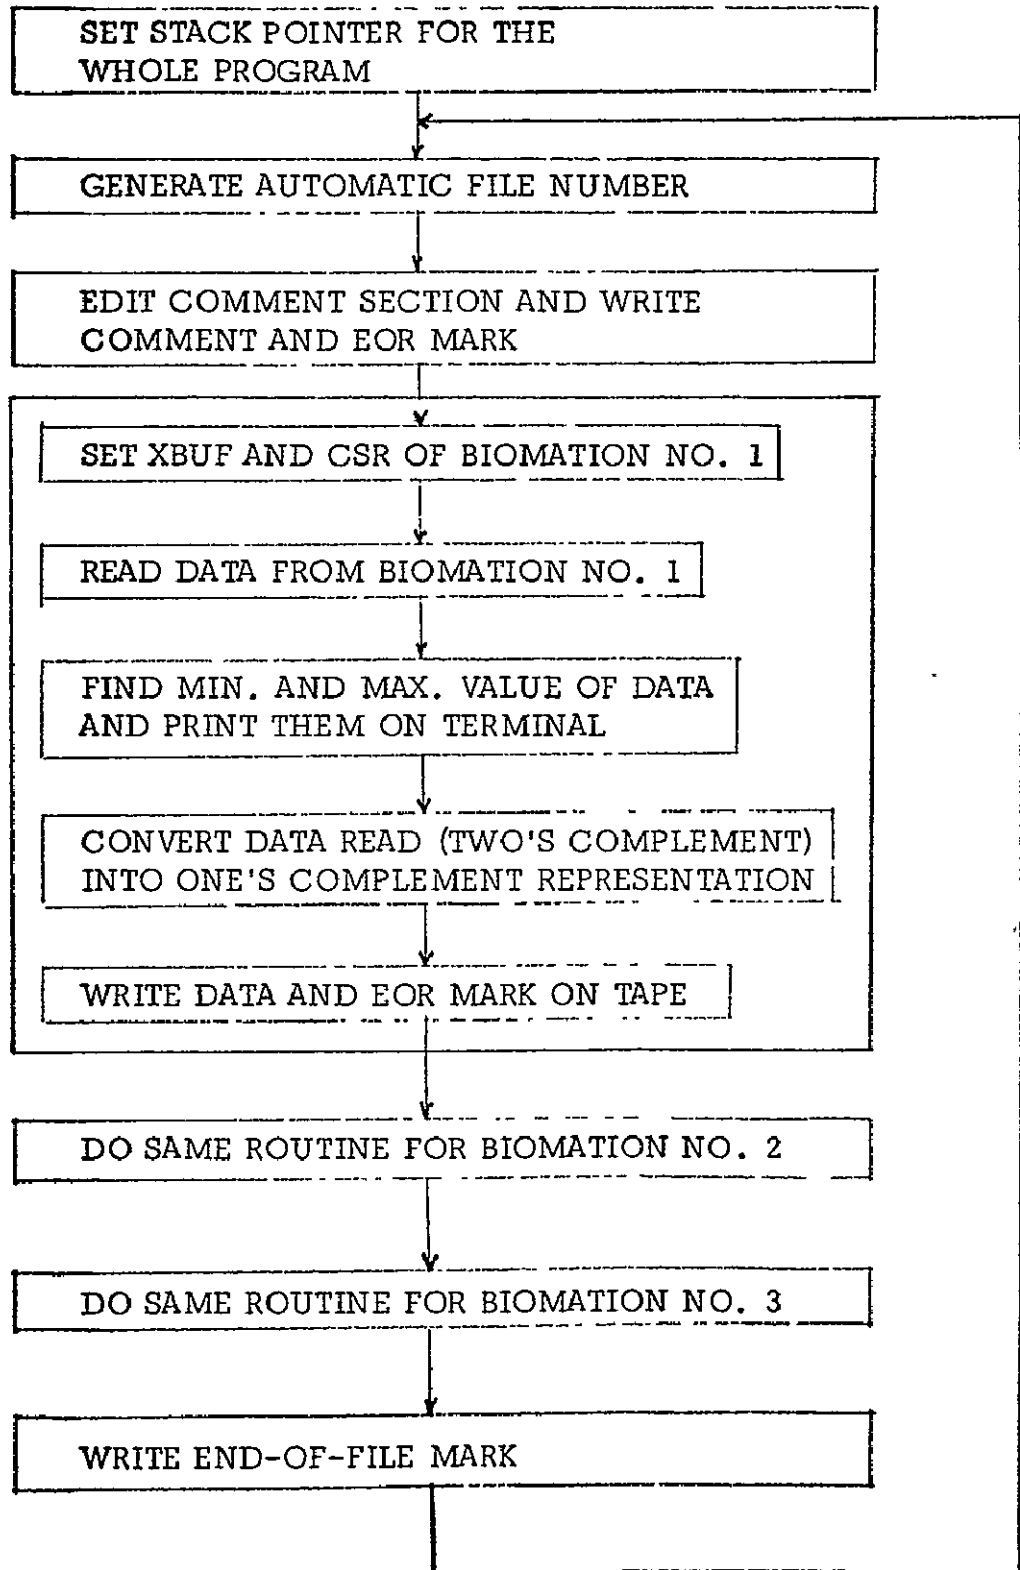 SET STACK POINTER FOR THE
WHOLE PROGRAM
GENERATE AUTOMATIC FILE NUMBER
EDIT COMMENT SECTION AND WRITE
COMMENT AND EOR MARK
SET XBUF AND CSR OF BIOMATION NO. 1
READ DATA FROM BIOMATION NO. 1
FIND MIN. AND MAX. VALUE OF DATA
AND PRINT THEM ON TERMINAL
CONVERT DATA READ (TWO'S COMPLEMENT)
INTO ONE'S COMPLEMENT REPRESENTATION
WRITE DATA AND EOR MARK ON TAPE
DO SAME ROUTINE FOR BIOMATION NO. 2
DO SAME ROUTINE FOR BIOMATION NO. 3
WRITE END-OF-FILE MARK